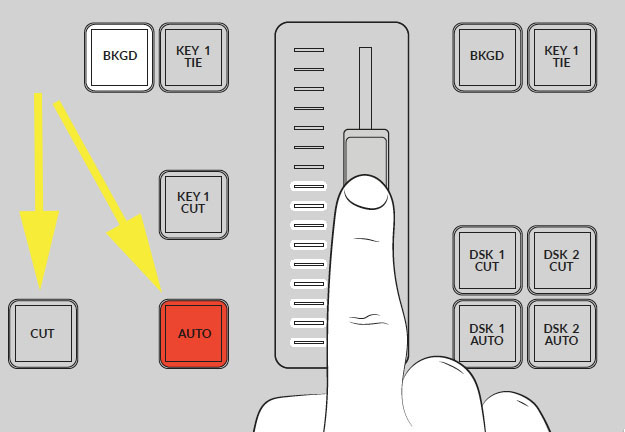 BKGD
KEY 1
TIE
BKGD
KEY 1
TIE
KEY 1
CUT
DSK 1
CUT
DSK 2
CUT
CUT
AUTO
DSK 1
AUTO
DSK 2
AUTO